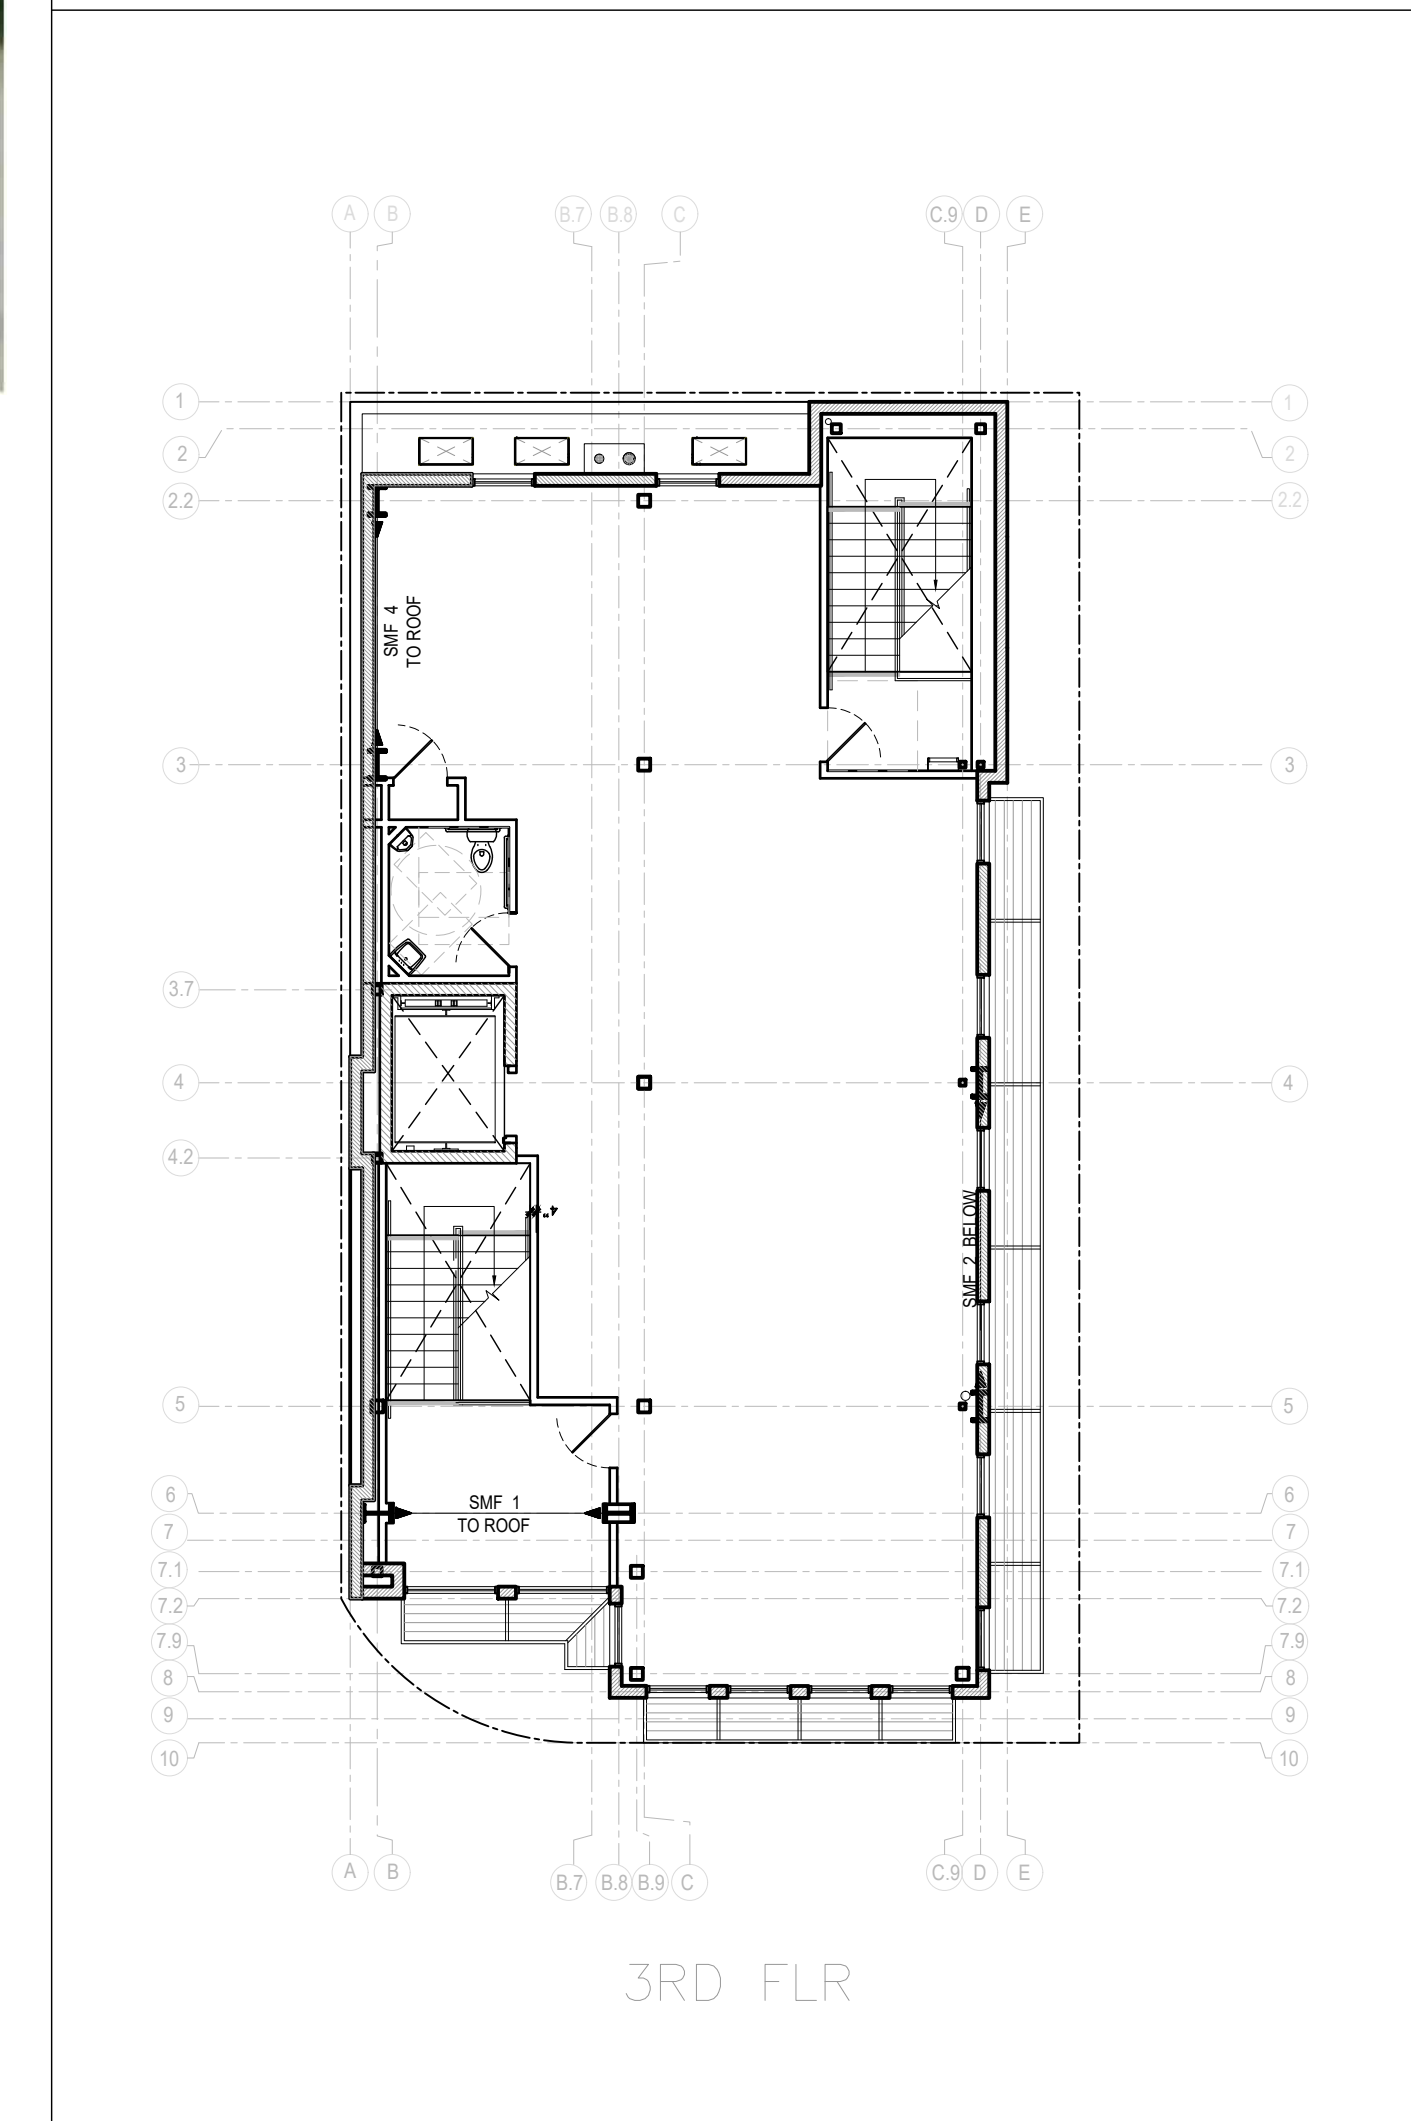 A B B.7 B.8 C C.9 D E
1 1
2 2
2.2 2.2
SMF 4
TO ROOF
3 3
3.7
4 4
4.2
SMF 2 BELOW
5 5
6 6
SMF 1
TO ROOF
7 7
7.1 7.1
7.2 7.2
7.9 7.9
8 8
9 9
10 10
A B B.7 B.8 B.9 C C.9 D E
3RD FLR